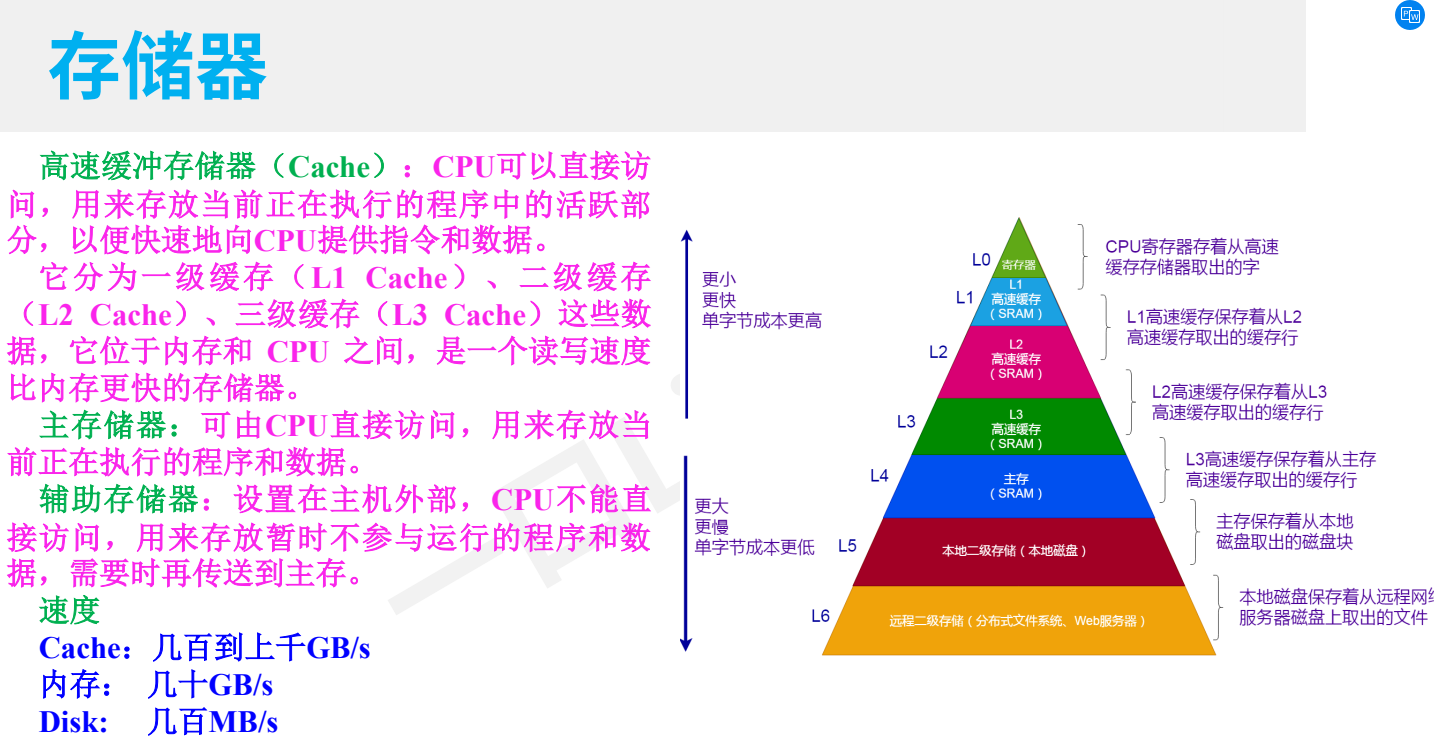 存储器
高速缓冲存储器（Cache）：CPU可以直接访
问，用来存放当前正在执行的程序中的活跃部
分，以便快速地向CPU提供指令和数据。
它分为一级缓存（L1 Cache）、二级缓存
（L2 Cache）、三级缓存（L3 Cache）这些数
据，它位于内存和 CPU 之间，是一个读写速度
比内存更快的存储器。
主存储器：可由CPU直接访问，用来存放当
前正在执行的程序和数据。
辅助存储器：设置在主机外部，CPU不能直
接访问，用来存放暂时不参与运行的程序和数
据，需要时再传送到主存。
速度
Cache：几百到上千GB/s
内存： 几十GB/s
Disk: 几百MB/s
更小
更快
单字节成本更高
更大
更慢
单字节成本更低
L0
寄存器
CPU寄存器存着从高速
缓存存储器取出的字
L1
L1
高速缓存
（SRAM）
L1高速缓存保存着从L2
高速缓存取出的缓存行
L2
L2
高速缓存
（SRAM）
L2高速缓存保存着从L3
高速缓存取出的缓存行
L3
L3
高速缓存
（SRAM）
L3高速缓存保存着从主存
高速缓存取出的缓存行
L4
主存
（SRAM）
主存保存着从本地
磁盘取出的磁盘块
L5
本地二级存储（本地磁盘）
本地磁盘保存着从远程网络
服务器磁盘上取出的文件
L6
远程二级存储（分布式文件系统、Web服务器）